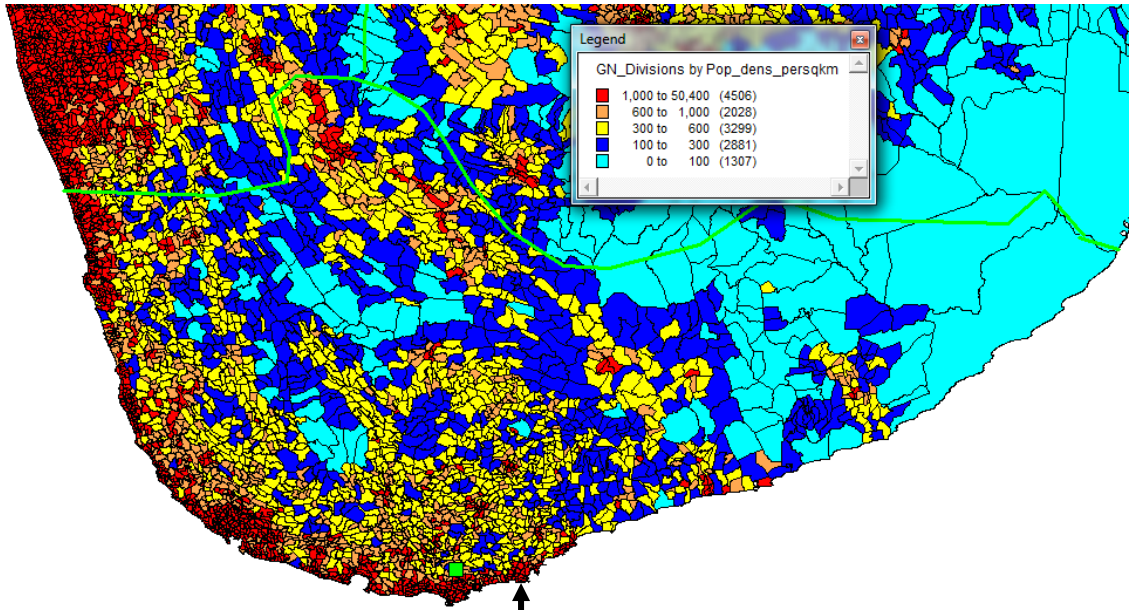 Legend
GN_Divisions by Pop_dens_persqkm
1,000 to 50,400 (4506)
600 to 1,000 (2028)
300 to 600 (3299)
100 to 300 (2881)
0 to 100 (1307)